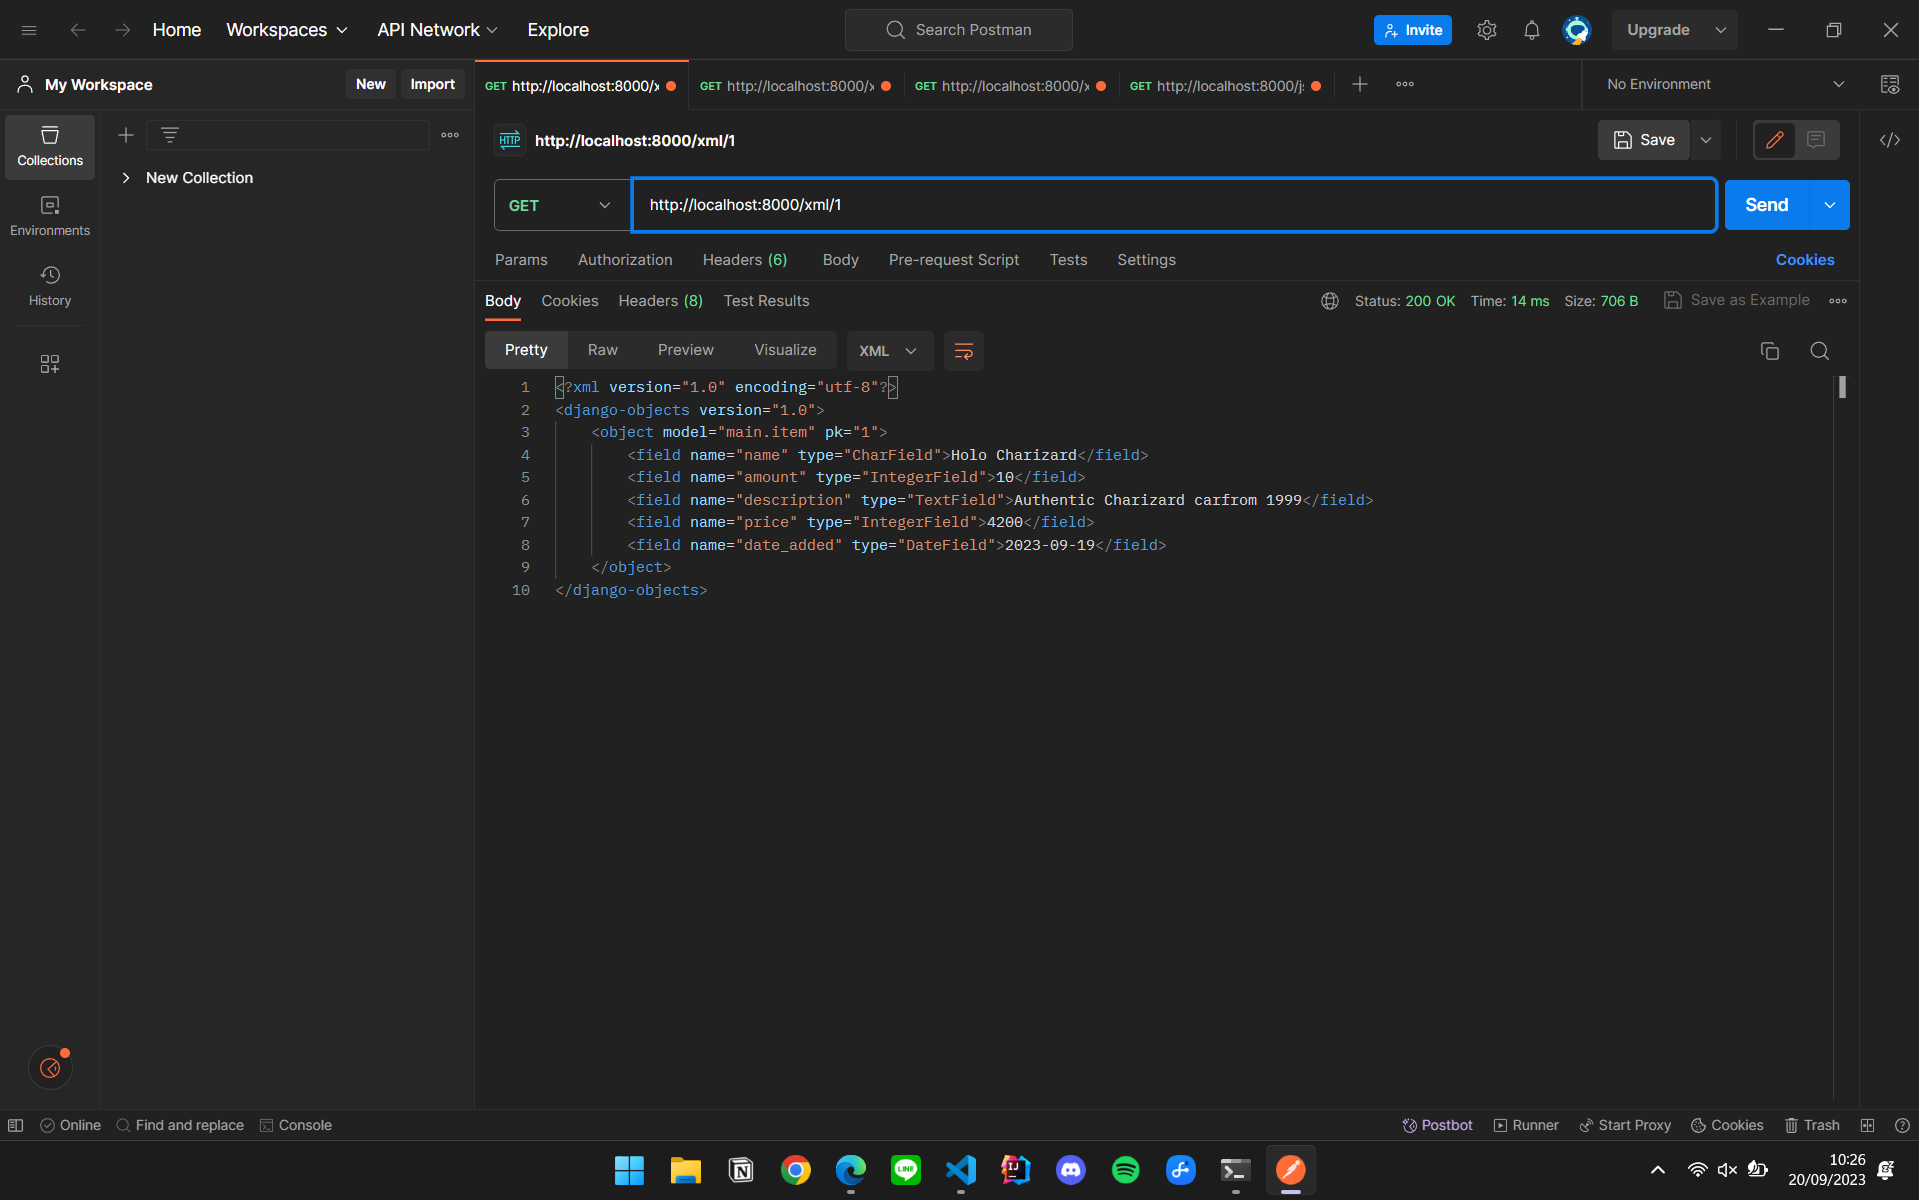 Home Workspaces API Network Explore Search Postman Invite Upgrade
My Workspace New Import GET http://localhost:8000/x GET http://localhost:8000/x GET http://localhost:8000/x GET http://localhost:8000/j No Environment
HTTP http://localhost:8000/xml/1 Save
Collections
New Collection
Environments
History
GET http://localhost:8000/xml/1 Send
Params Authorization Headers (6) Body Pre-request Script Tests Settings Cookies
Body Cookies Headers (8) Test Results Status: 200 OK Time: 14 ms Size: 706 B Save as Example
Pretty Raw Preview Visualize XML
1 <?xml version="1.0" encoding="utf-8"?>
2 <django-objects version="1.0">
3 <object model="main.item" pk="1">
4 <field name="name" type="CharField">Holo Charizard</field>
5 <field name="amount" type="IntegerField">10</field>
6 <field name="description" type="TextField">Authentic Charizard carfrom 1999</field>
7 <field name="price" type="IntegerField">4200</field>
8 <field name="date_added" type="DateField">2023-09-19</field>
9 </object>
10 </django-objects>
Online Find and replace Console Postbot Runner Start Proxy Cookies Trash
LINE IJ
10:26
20/09/2023